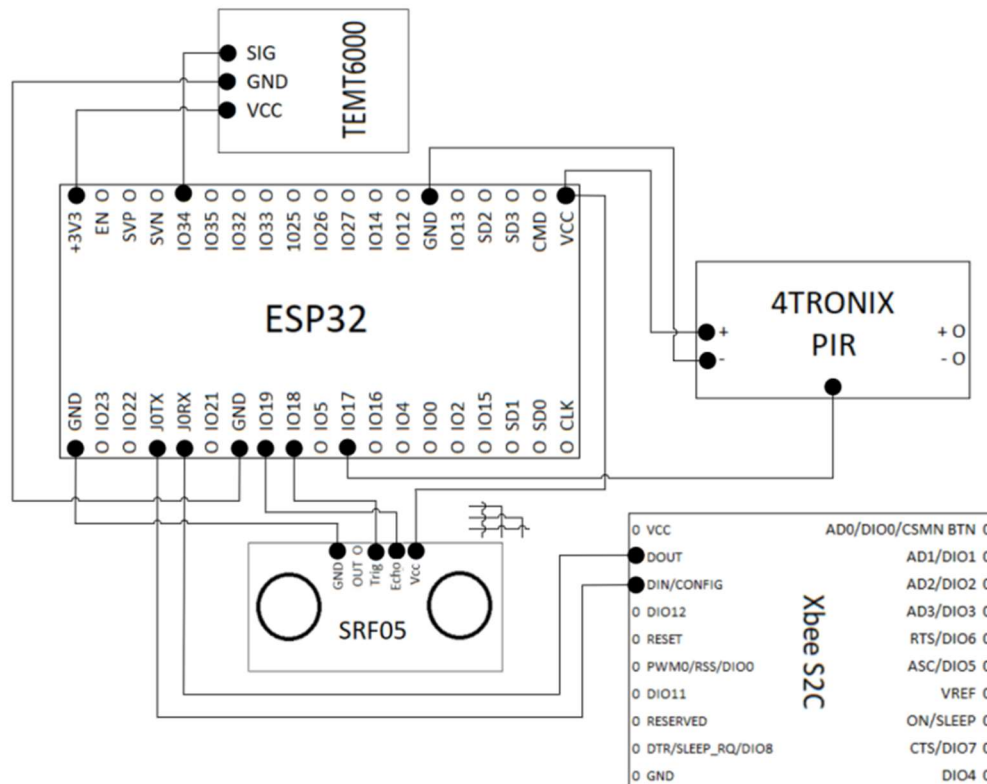 SIG
GND
VCC
TEMT6000
+3V3
EN O
SVP O
SVN O
IO34
IO35 O
IO32 O
IO33 O
1025 O
IO26 O
IO27 O
IO14 O
IO12 O
GND
IO13 O
SD2 O
SD3 O
CMD O
VCC
ESP32
GND
O IO23
O IO22
J0TX
J0RX
O IO21
GND
IO19
IO18
O IO5
IO17
O IO16
O IO4
O IO0
O IO2
O IO15
O SD1
O SD0
O CLK
4TRONIX
PIR
+
-
+ O
- O
GND
OUT O
Trig
Echo
Vcc
SRF05
O VCC
DOUT
DIN/CONFIG
O DIO12
O RESET
O PWM0/RSS/DIO0
O DIO11
O RESERVED
O DTR/SLEEP_RQ/DIO8
O GND
Xbee S2C
AD0/DIO0/CSMN BTN O
AD1/DIO1 O
AD2/DIO2 O
AD3/DIO3 O
RTS/DIO6 O
ASC/DIO5 O
VREF O
ON/SLEEP O
CTS/DIO7 O
DIO4 O